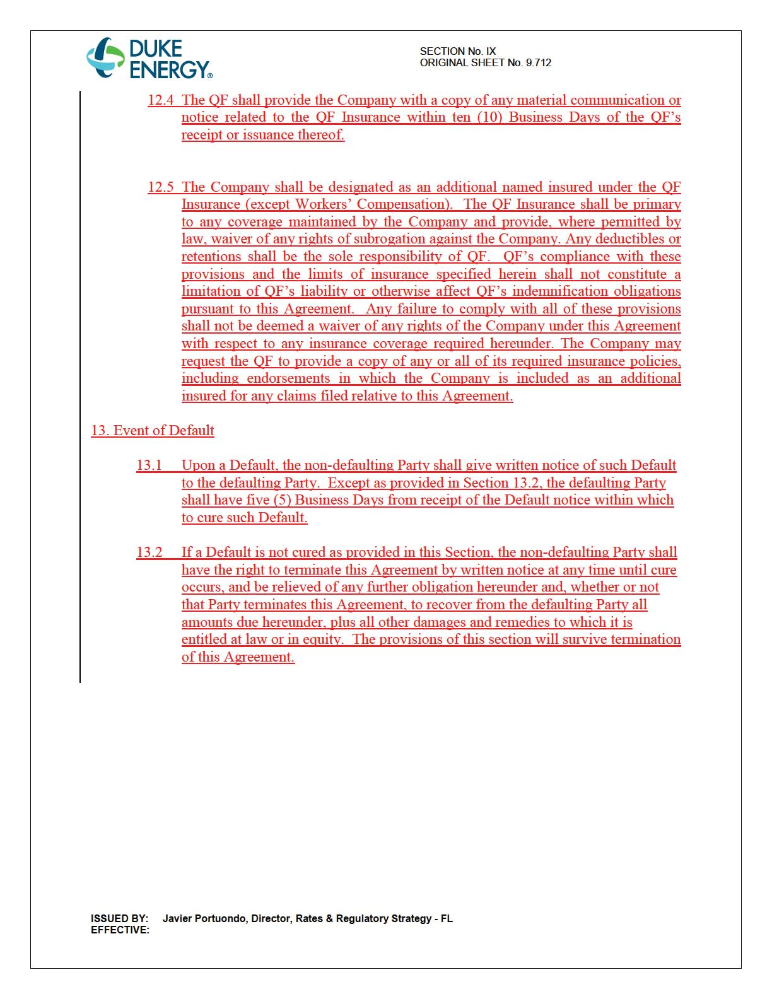 DUKE
ENERGY®
SECTION No. IX
ORIGINAL SHEET No. 9.712
12.4 The QF shall provide the Company with a copy of any material communication or
notice related to the QF Insurance within ten (10) Business Days of the QF’s
receipt or issuance thereof.
12.5 The Company shall be designated as an additional named insured under the QF
Insurance (except Workers’ Compensation). The QF Insurance shall be primary
to any coverage maintained by the Company and provide, where permitted by
law, waiver of any rights of subrogation against the Company. Any deductibles or
retentions shall be the sole responsibility of QF. QF’s compliance with these
provisions and the limits of insurance specified herein shall not constitute a
limitation of QF’s liability or otherwise affect QF’s indemnification obligations
pursuant to this Agreement. Any failure to comply with all of these provisions
shall not be deemed a waiver of any rights of the Company under this Agreement
with respect to any insurance coverage required hereunder. The Company may
request the QF to provide a copy of any or all of its required insurance policies,
including endorsements in which the Company is included as an additional
insured for any claims filed relative to this Agreement.
13. Event of Default
13.1 Upon a Default, the non-defaulting Party shall give written notice of such Default
to the defaulting Party. Except as provided in Section 13.2, the defaulting Party
shall have five (5) Business Days from receipt of the Default notice within which
to cure such Default.
13.2 If a Default is not cured as provided in this Section, the non-defaulting Party shall
have the right to terminate this Agreement by written notice at any time until cure
occurs, and be relieved of any further obligation hereunder and, whether or not
that Party terminates this Agreement, to recover from the defaulting Party all
amounts due hereunder, plus all other damages and remedies to which it is
entitled at law or in equity. The provisions of this section will survive termination
of this Agreement.
ISSUED BY: Javier Portuondo, Director, Rates & Regulatory Strategy - FL
EFFECTIVE: